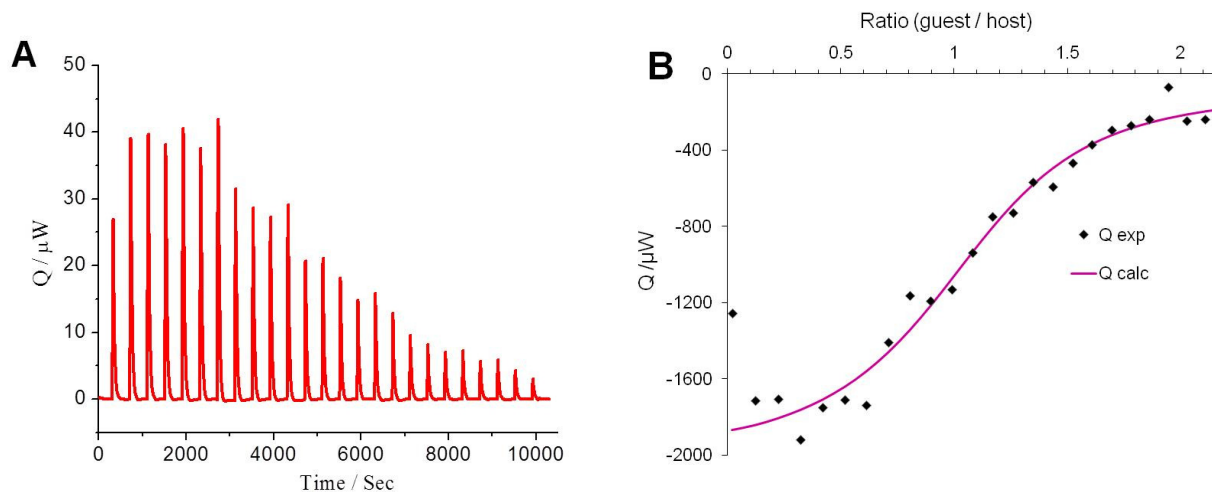 A
50
40
30
20
10
0
Q / μW
0 2000 4000 6000 8000 10000
Time / Sec
B
Ratio (guest / host)
0 0.5 1 1.5 2
0
-400
-800
-1200
-1600
-2000
Q /μW
Q exp
Q calc